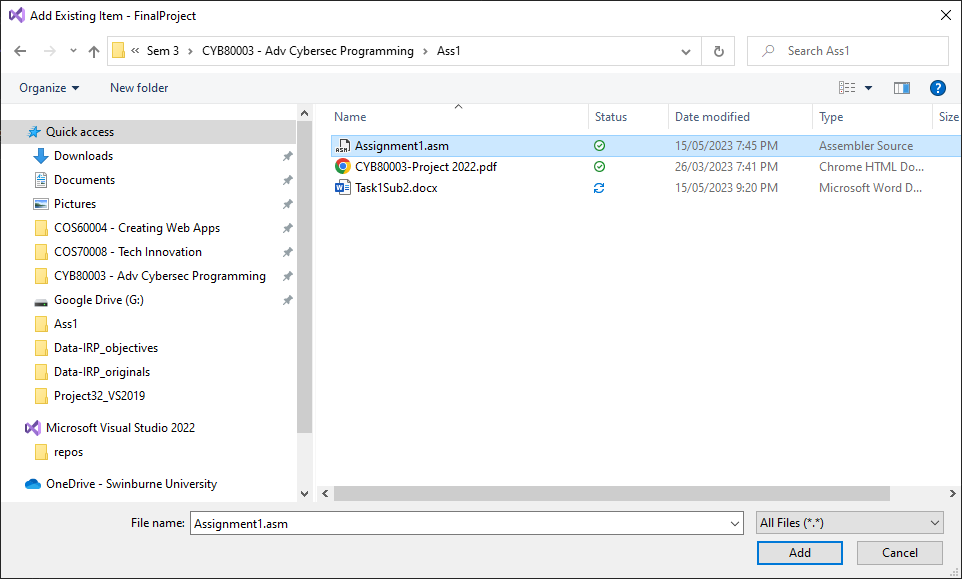 Add Existing Item - FinalProject
« Sem 3 › CYB80003 - Adv Cybersec Programming › Ass1
Search Ass1
Organize
New folder
?
Quick access
Downloads
Documents
Pictures
COS60004 - Creating Web Apps
COS70008 - Tech Innovation
CYB80003 - Adv Cybersec Programming
Google Drive (G:)
Ass1
Data-IRP_objectives
Data-IRP_originals
Project32_VS2019
Microsoft Visual Studio 2022
repos
OneDrive - Swinburne University
Name Status Date modified Type Size
ASM Assignment1.asm 15/05/2023 7:45 PM Assembler Source
CYB80003-Project 2022.pdf 26/03/2023 7:41 PM Chrome HTML Do...
W Task1Sub2.docx 15/05/2023 9:20 PM Microsoft Word D...
File name: Assignment1.asm All Files (*.*)
Add Cancel